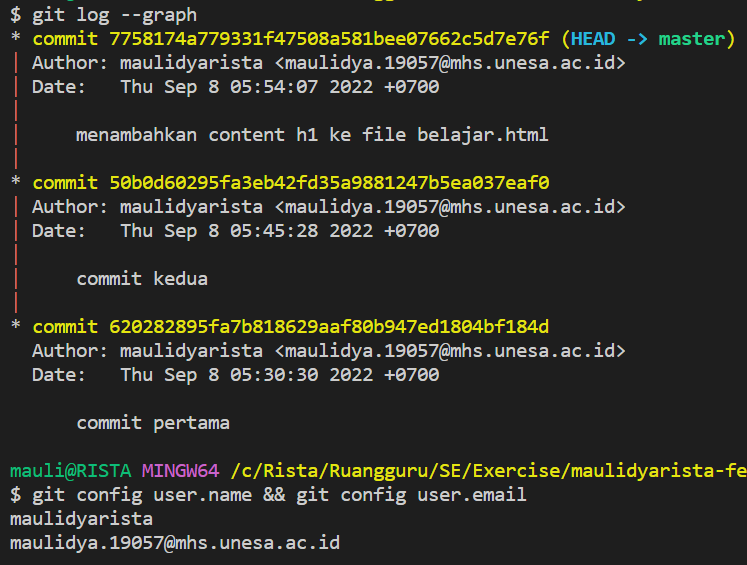 $ git log --graph
* commit 7758174a779331f47508a581bee07662c5d7e76f (HEAD -> master)
| Author: maulidyarista <maulidya.19057@mhs.unesa.ac.id>
| Date:   Thu Sep 8 05:54:07 2022 +0700
|
|     menambahkan content h1 ke file belajar.html
|
* commit 50b0d60295fa3eb42fd35a9881247b5ea037eaf0
| Author: maulidyarista <maulidya.19057@mhs.unesa.ac.id>
| Date:   Thu Sep 8 05:45:28 2022 +0700
|
|     commit kedua
|
* commit 620282895fa7b818629aaf80b947ed1804bf184d
  Author: maulidyarista <maulidya.19057@mhs.unesa.ac.id>
  Date:   Thu Sep 8 05:30:30 2022 +0700

      commit pertama

mauli@RISTA MINGW64 /c/Rista/Ruangguru/SE/Exercise/maulidyarista-fe
$ git config user.name && git config user.email
maulidyarista
maulidya.19057@mhs.unesa.ac.id